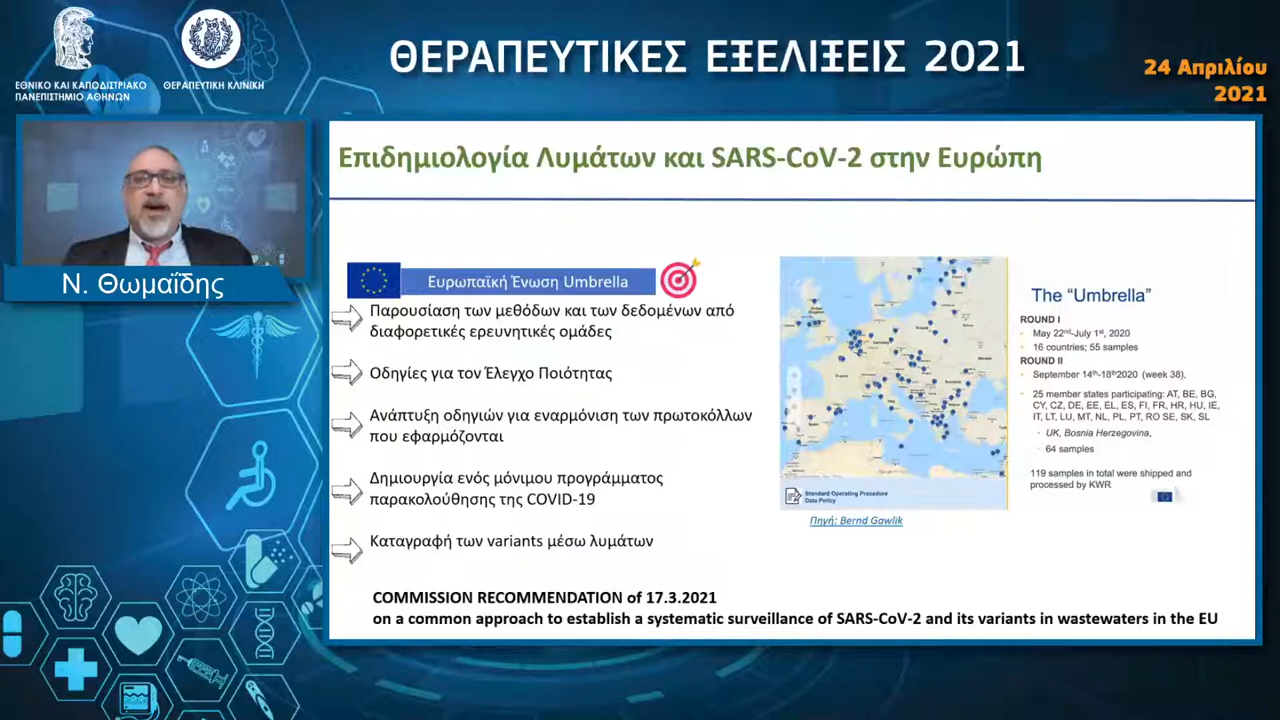 ΕΘΝΙΚΟ ΚΑΙ ΚΑΠΟΔΙΣΤΡΙΑΚΟ
ΠΑΝΕΠΙΣΤΗΜΙΟ ΑΘΗΝΩΝ
ΘΕΡΑΠΕΥΤΙΚΗ ΚΛΙΝΙΚΗ
ΘΕΡΑΠΕΥΤΙΚΕΣ ΕΞΕΛΙΞΕΙΣ 2021
24 Απριλίου
2021
Ν. Θωμαΐδης
Επιδημιολογία Λυμάτων και SARS-CoV-2 στην Ευρώπη
Ευρωπαϊκή Ένωση Umbrella
Παρουσίαση των μεθόδων και των δεδομένων από
διαφορετικές ερευνητικές ομάδες
Οδηγίες για τον Έλεγχο Ποιότητας
Ανάπτυξη οδηγιών για εναρμόνιση των πρωτοκόλλων
που εφαρμόζονται
Δημιουργία ενός μόνιμου προγράμματος
παρακολούθησης της COVID-19
Καταγραφή των variants μέσω λυμάτων
Standard Operating Procedure
Data Policy
Πηγή: Bernd Gawlik
The “Umbrella”
ROUND I
May 22nd-July 1st, 2020
16 countries; 55 samples
ROUND II
September 14th-18th2020 (week 38),
25 member states participating: AT, BE, BG,
CY, CZ, DE, EE, EL, ES, FI, FR, HR, HU, IE,
IT, LT, LU, MT, NL, PL, PT, RO SE, SK, SL
UK, Bosnia Herzegovina,
64 samples
119 samples in total were shipped and
processed by KWR
COMMISSION RECOMMENDATION of 17.3.2021
on a common approach to establish a systematic surveillance of SARS-CoV-2 and its variants in wastewaters in the EU